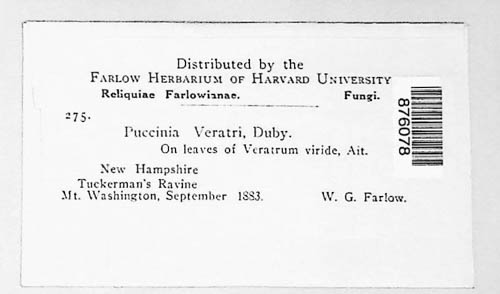 Distributed by the
FARLOW HERBARIUM OF HARVARD UNIVERSITY
Reliquiae Farlowianae. Fungi.
275.
Puccinia Veratri, Duby.
On leaves of Veratrum viride, Ait.
New Hampshire
Tuckerman's Ravine
Mt. Washington, September 1883. W. G. Farlow.
876078